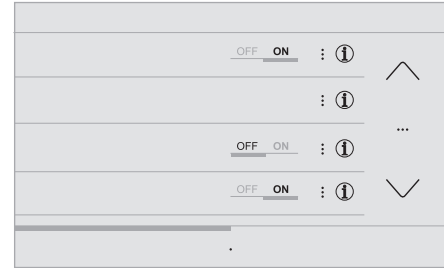 OFF ON ⋮ i
⋮ i
...
OFF ON ⋮ i
OFF ON ⋮ i
.